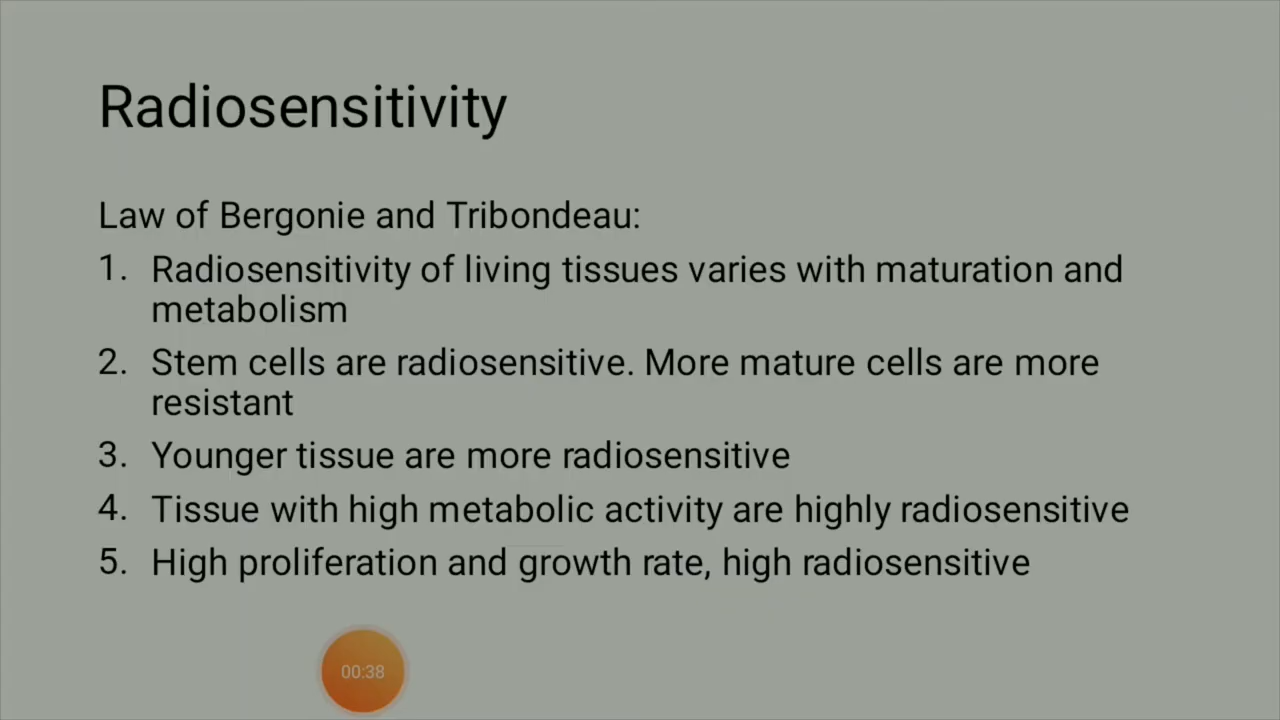 Radiosensitivity
Law of Bergonie and Tribondeau:
1. Radiosensitivity of living tissues varies with maturation and
metabolism
2. Stem cells are radiosensitive. More mature cells are more
resistant
3. Younger tissue are more radiosensitive
4. Tissue with high metabolic activity are highly radiosensitive
5. High proliferation and growth rate, high radiosensitive
00:38